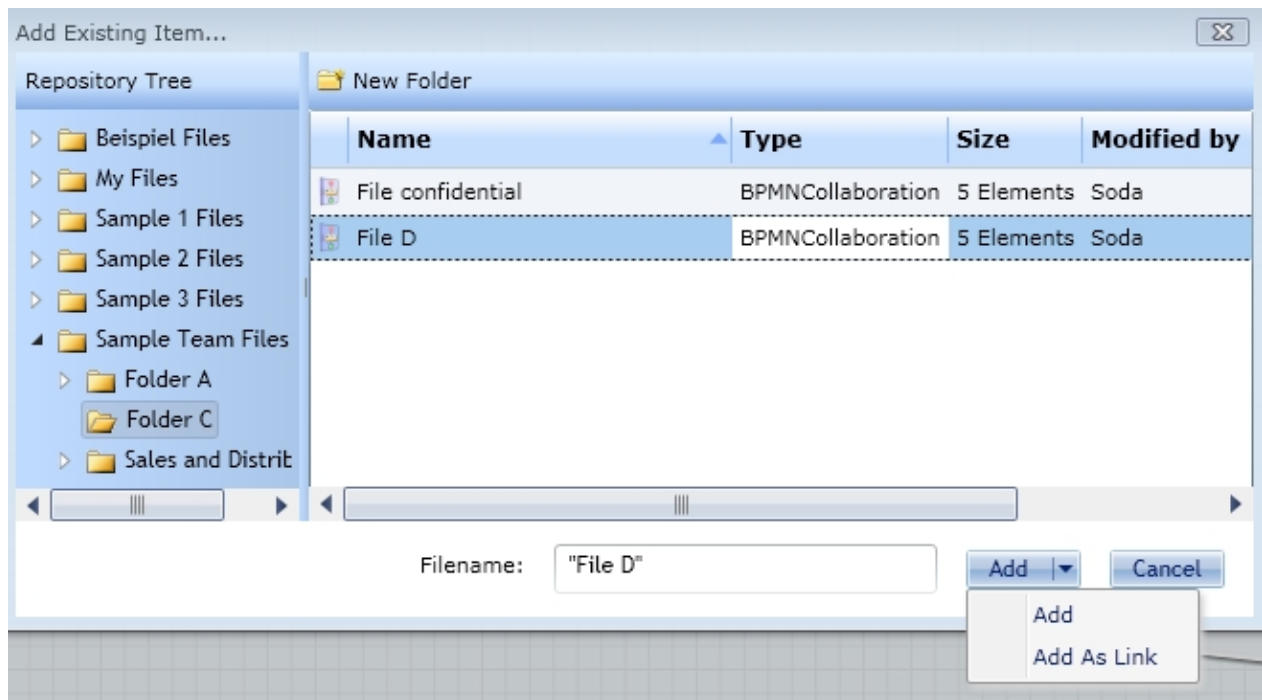 Add Existing Item...
Repository Tree
New Folder
Beispiel Files
My Files
Sample 1 Files
Sample 2 Files
Sample 3 Files
Sample Team Files
Folder A
Folder C
Sales and Distrib
Name Type Size Modified by
File confidential BPMNCollaboration 5 Elements Soda
File D BPMNCollaboration 5 Elements Soda
Filename: "File D" Add Cancel
Add
Add As Link